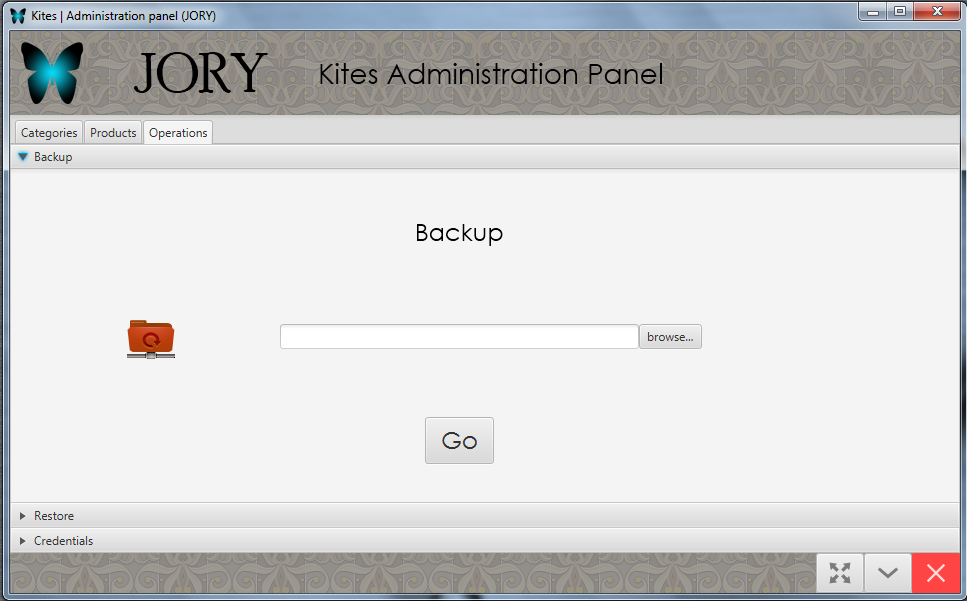 Kites | Administration panel (JORY)
JORY Kites Administration Panel
Categories Products Operations
Backup
Backup
browse...
Go
Restore
Credentials